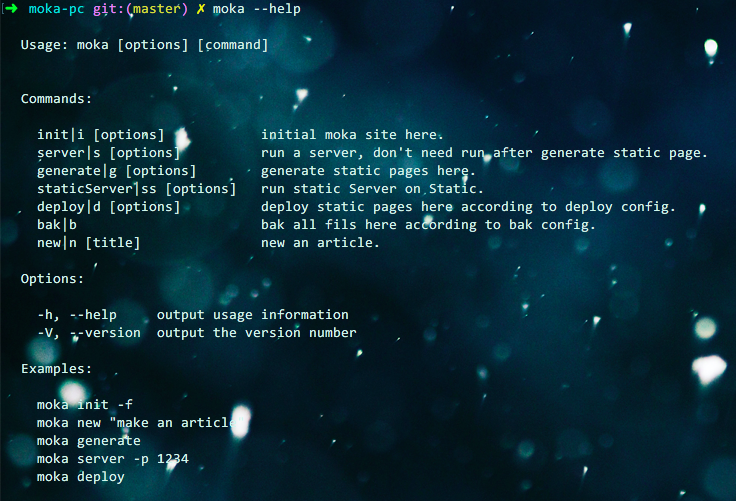 ➜ moka-pc git:(master) ✗ moka --help
Usage: moka [options] [command]
Commands:
init|i [options] initial moka site here.
server|s [options] run a server, don't need run after generate static page.
generate|g [options] generate static pages here.
staticServer|ss [options] run static Server on Static.
deploy|d [options] deploy static pages here according to deploy config.
bak|b bak all fils here according to bak config.
new|n [title] new an article.
Options:
-h, --help output usage information
-V, --version output the version number
Examples:
moka init -f
moka new "make an article"
moka generate
moka server -p 1234
moka deploy